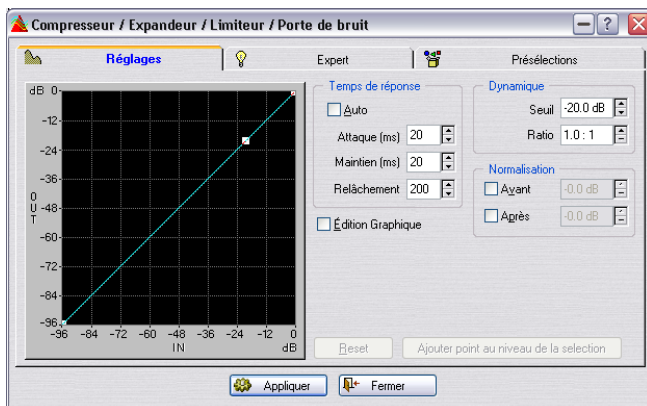 Compresseur / Expandeur / Limiteur / Porte de bruit
Réglages
Expert
Présélections
dB 0
-12
-24
-36
-48
-60
-72
-84
-96
OUT
-96 -84 -72 -60 -48 -36 -24 -12 0
IN dB
Temps de réponse
Auto
Attaque (ms) 20
Maintien (ms) 20
Relâchement 200
Édition Graphique
Dynamique
Seuil -20.0 dB
Ratio 1.0 : 1
Normalisation
Avant -0.0 dB
Après -0.0 dB
Reset
Ajouter point au niveau de la selection
Appliquer
Fermer